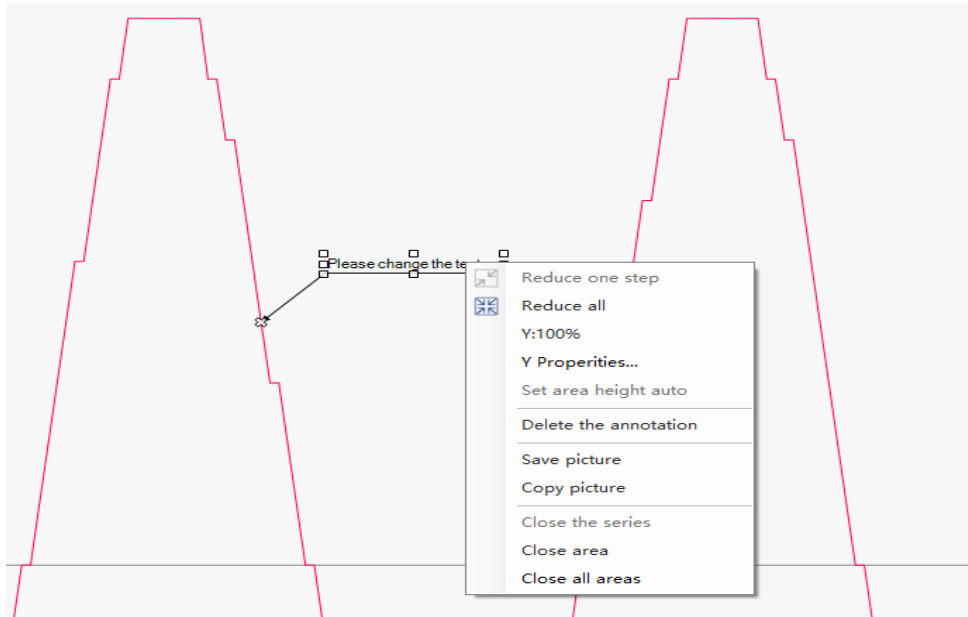 Please change the te
Reduce one step
Reduce all
Y:100%
Y Properities...
Set area height auto
Delete the annotation
Save picture
Copy picture
Close the series
Close area
Close all areas